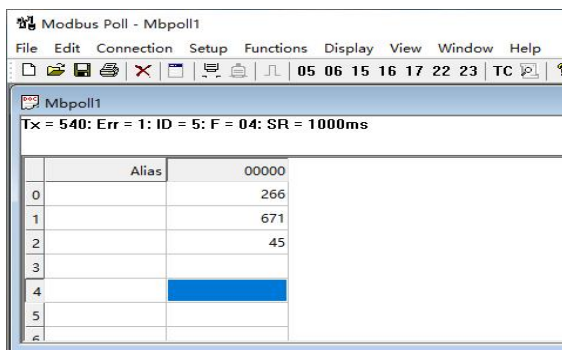 Modbus Poll - Mbpoll1
File Edit Connection Setup Functions Display View Window Help
05 06 15 16 17 22 23 TC
Mbpoll1
Tx = 540: Err = 1: ID = 5: F = 04: SR = 1000ms
Alias 00000
0 266
1 671
2 45
3
4
5
6